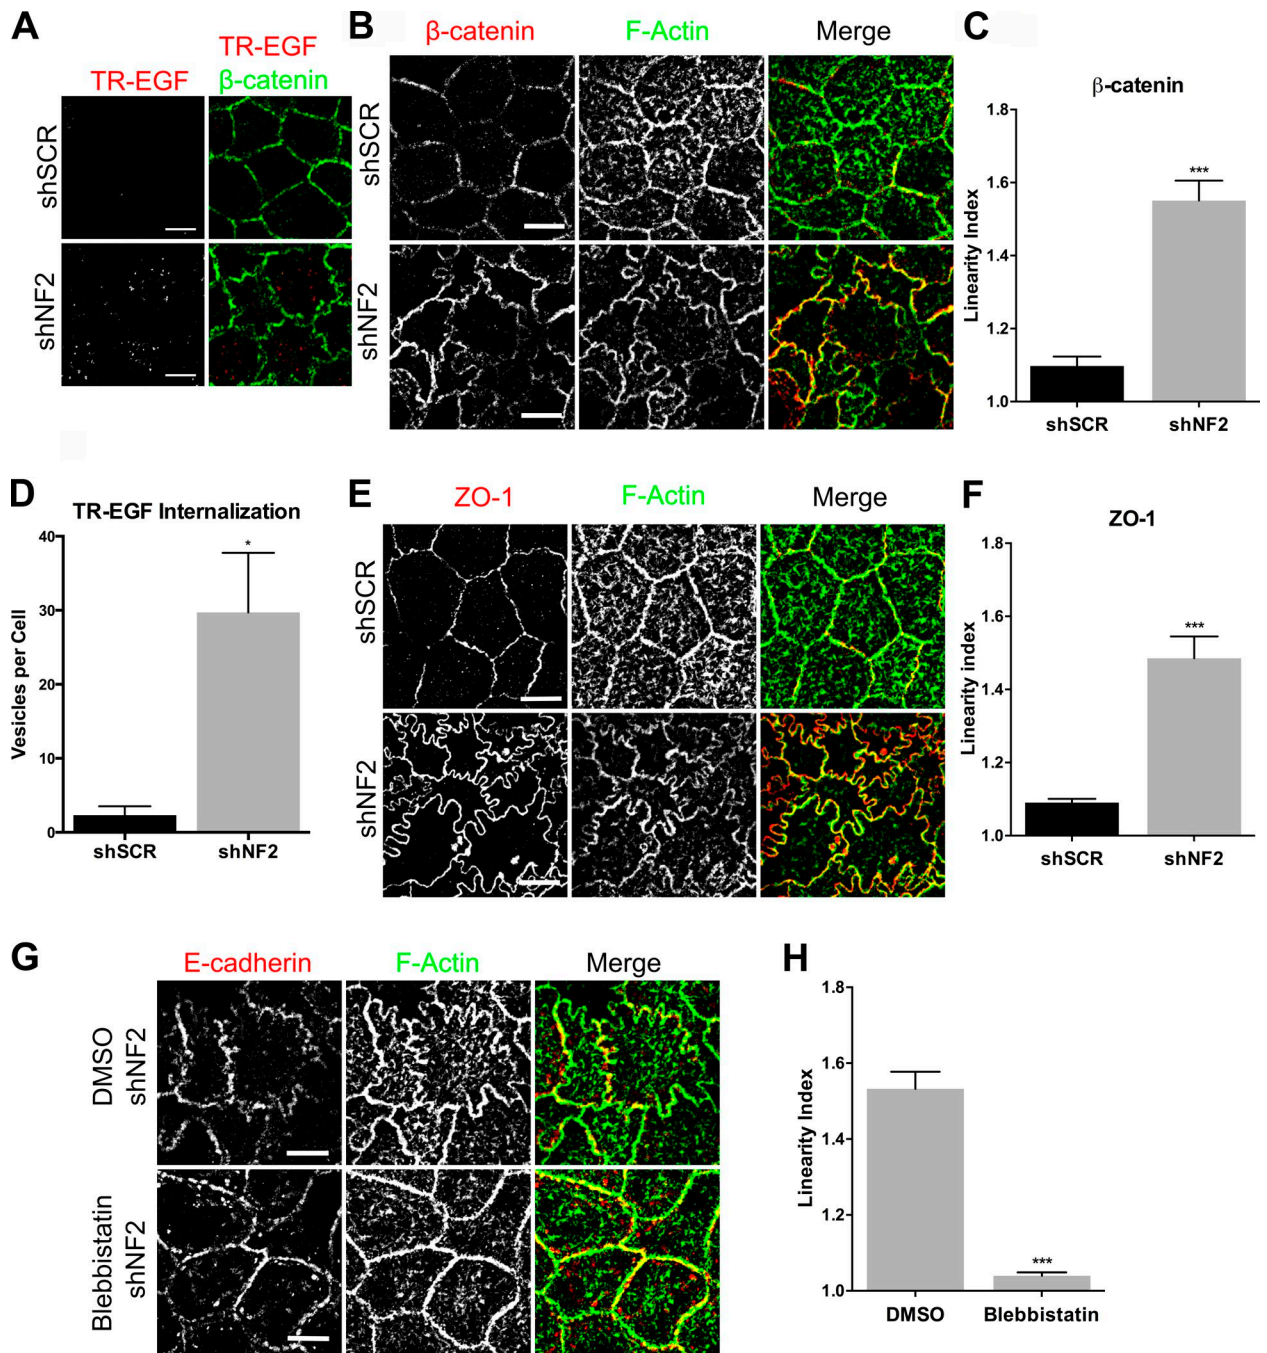 A
TR-EGF
TR-EGF
β-catenin
shSCR
shNF2
B
β-catenin
F-Actin
Merge
shSCR
shNF2
C
β-catenin
Linearity Index
1.8
1.6
1.4
1.2
1.0
***
shSCR
shNF2
D
TR-EGF Internalization
Vesicles per Cell
40
30
20
10
0
*
shSCR
shNF2
E
ZO-1
F-Actin
Merge
shSCR
shNF2
F
ZO-1
Linearity index
1.8
1.6
1.4
1.2
1.0
***
shSCR
shNF2
G
E-cadherin
F-Actin
Merge
DMSO
shNF2
Blebbistatin
shNF2
H
Linearity Index
1.8
1.6
1.4
1.2
1.0
***
DMSO
Blebbistatin